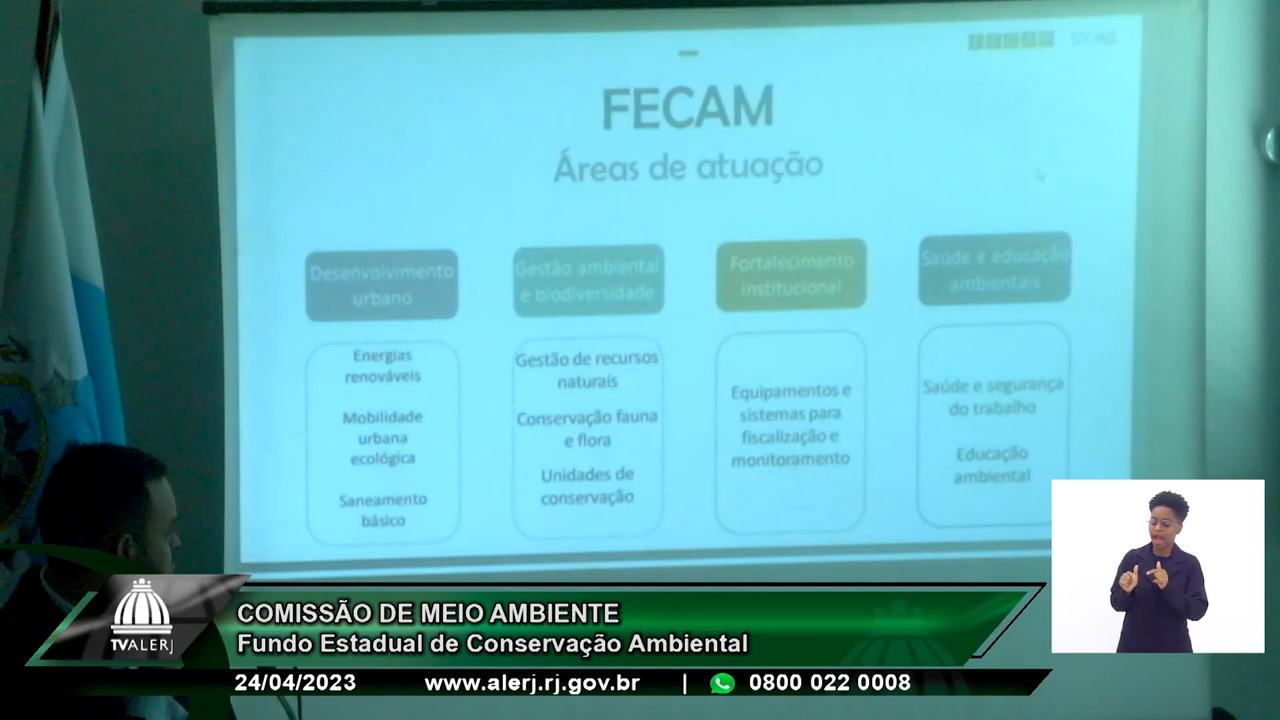 FECAM
FECAM
Áreas de atuação
Desenvolvimento
urbano
Gestão ambiental
e biodiversidade
Fortalecimento
institucional
Saúde e educação
ambientais
Energias
renováveis
Mobilidade
urbana
ecológica
Saneamento
básico
Gestão de recursos
naturais
Conservação fauna
e flora
Unidades de
conservação
Equipamentos e
sistemas para
fiscalização e
monitoramento
Saúde e segurança
do trabalho
Educação
ambiental
TVALERJ
COMISSÃO DE MEIO AMBIENTE
Fundo Estadual de Conservação Ambiental
24/04/2023 www.alerj.rj.gov.br | 0800 022 0008